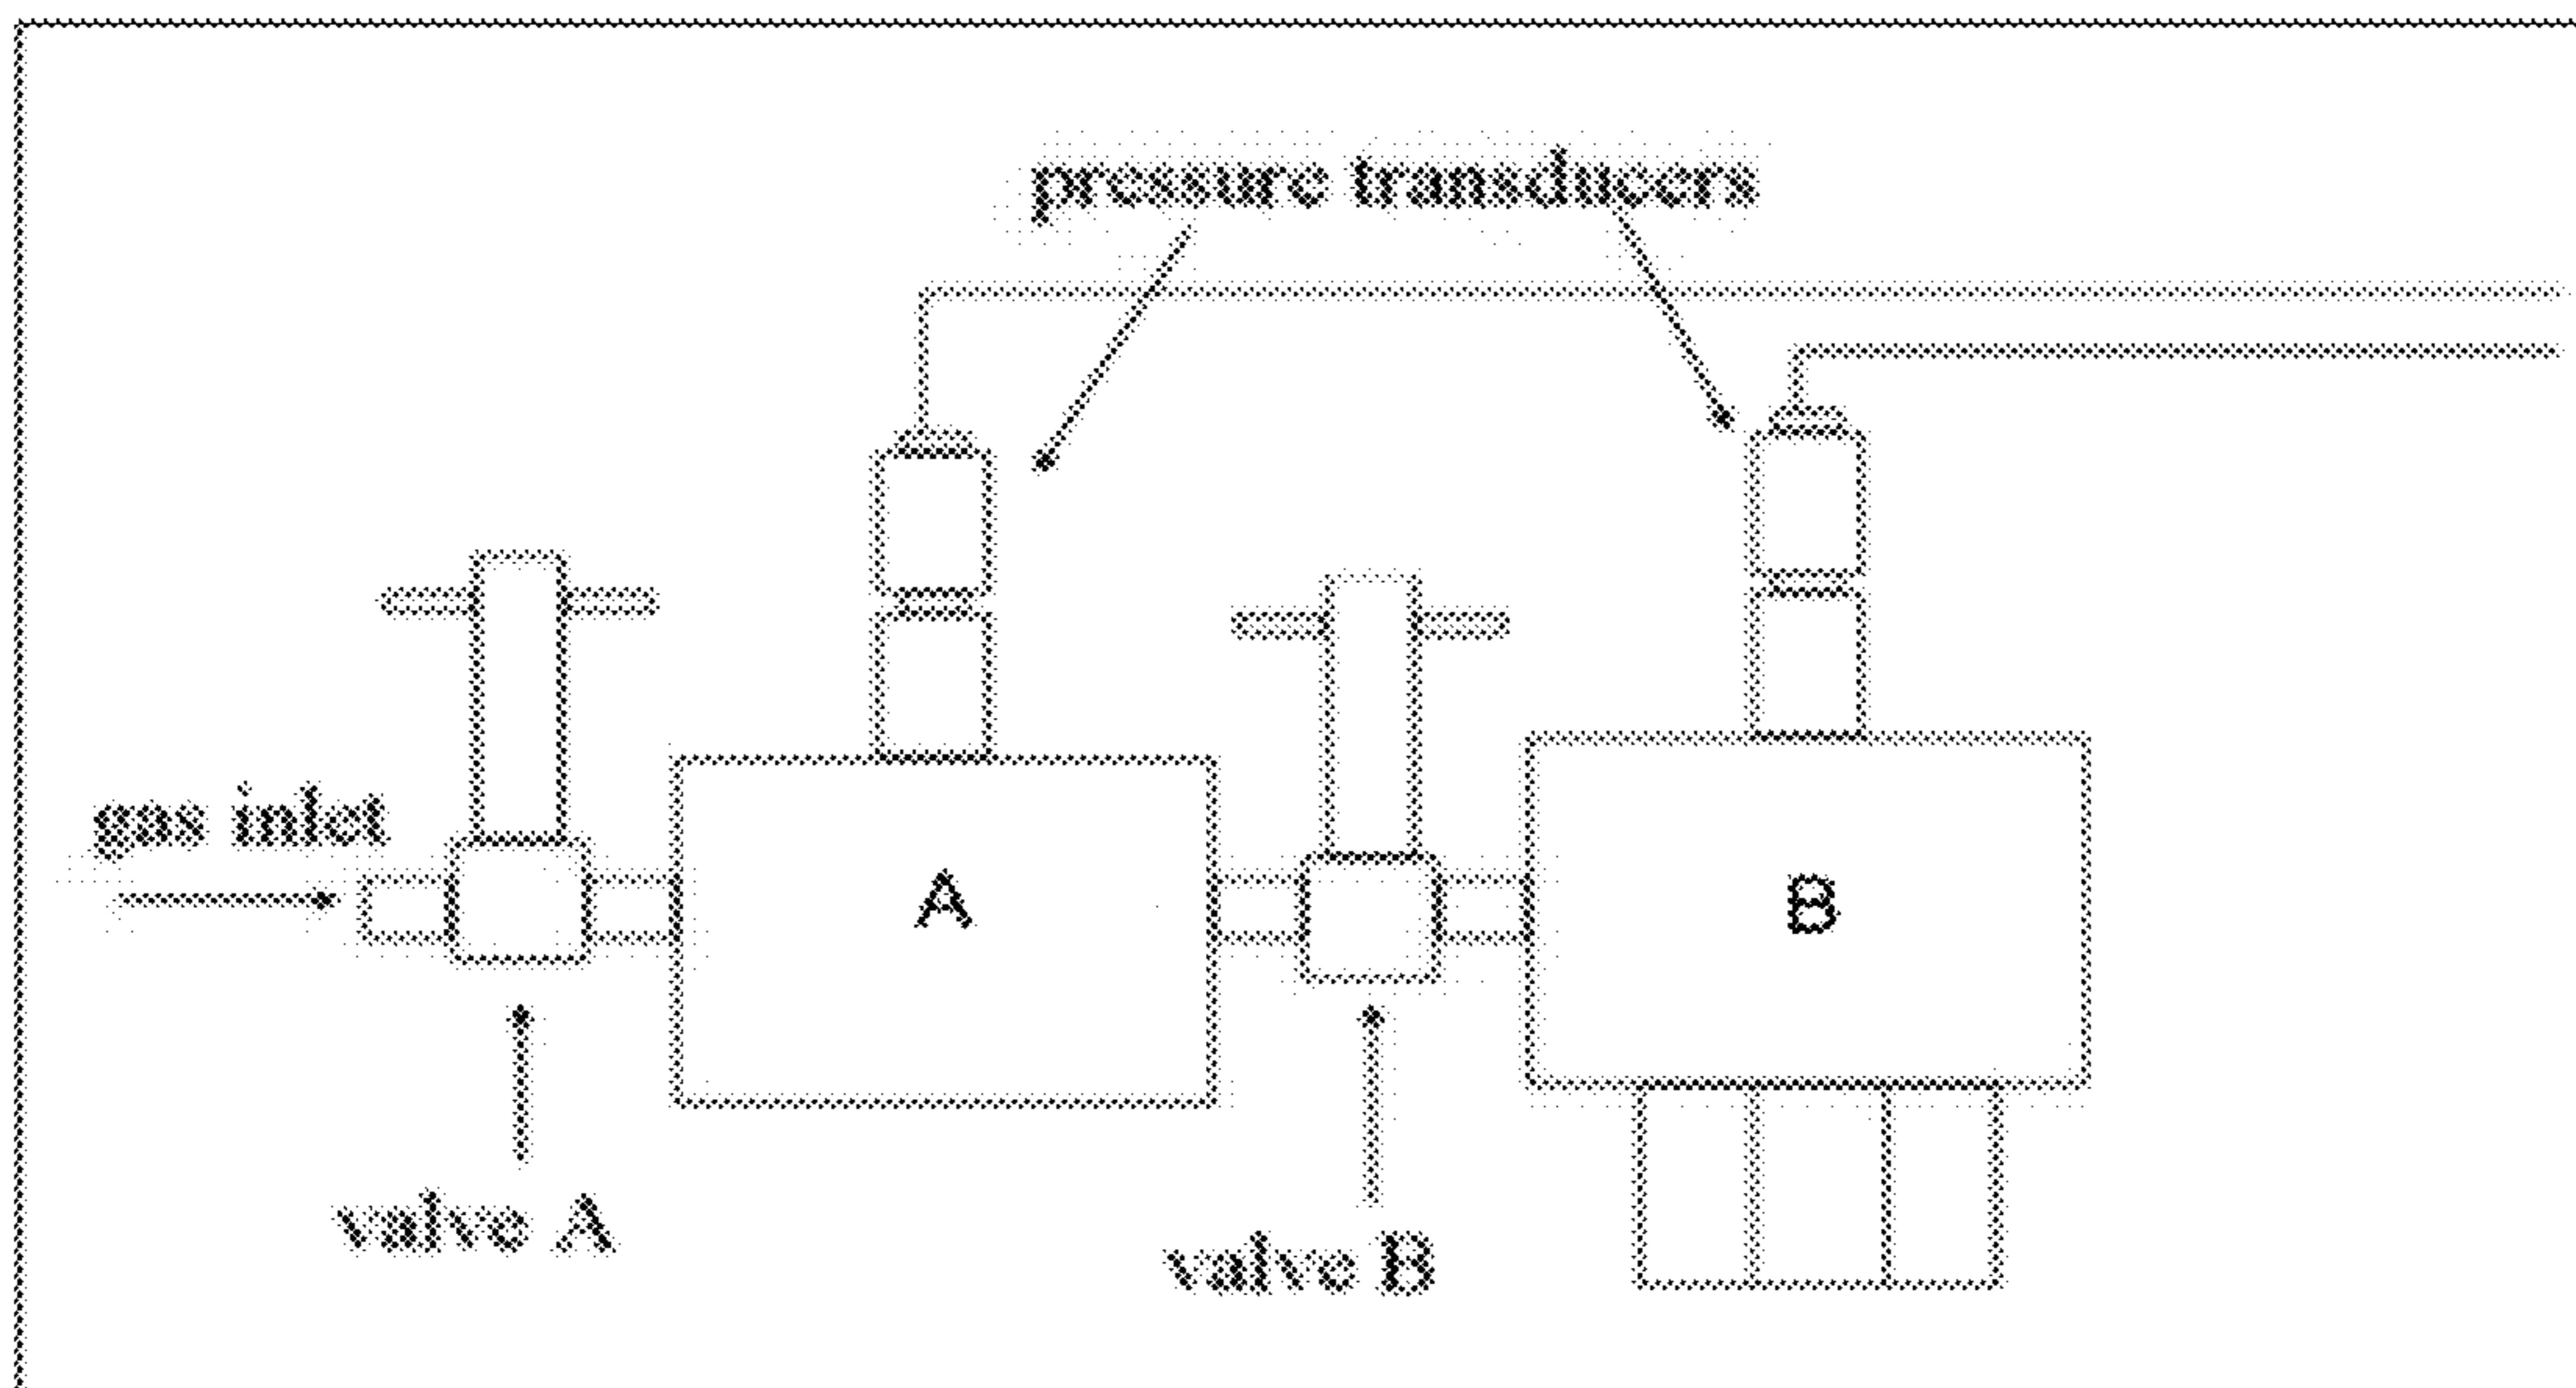 pressure transducers
gas inlet
A
B
valve A
valve B